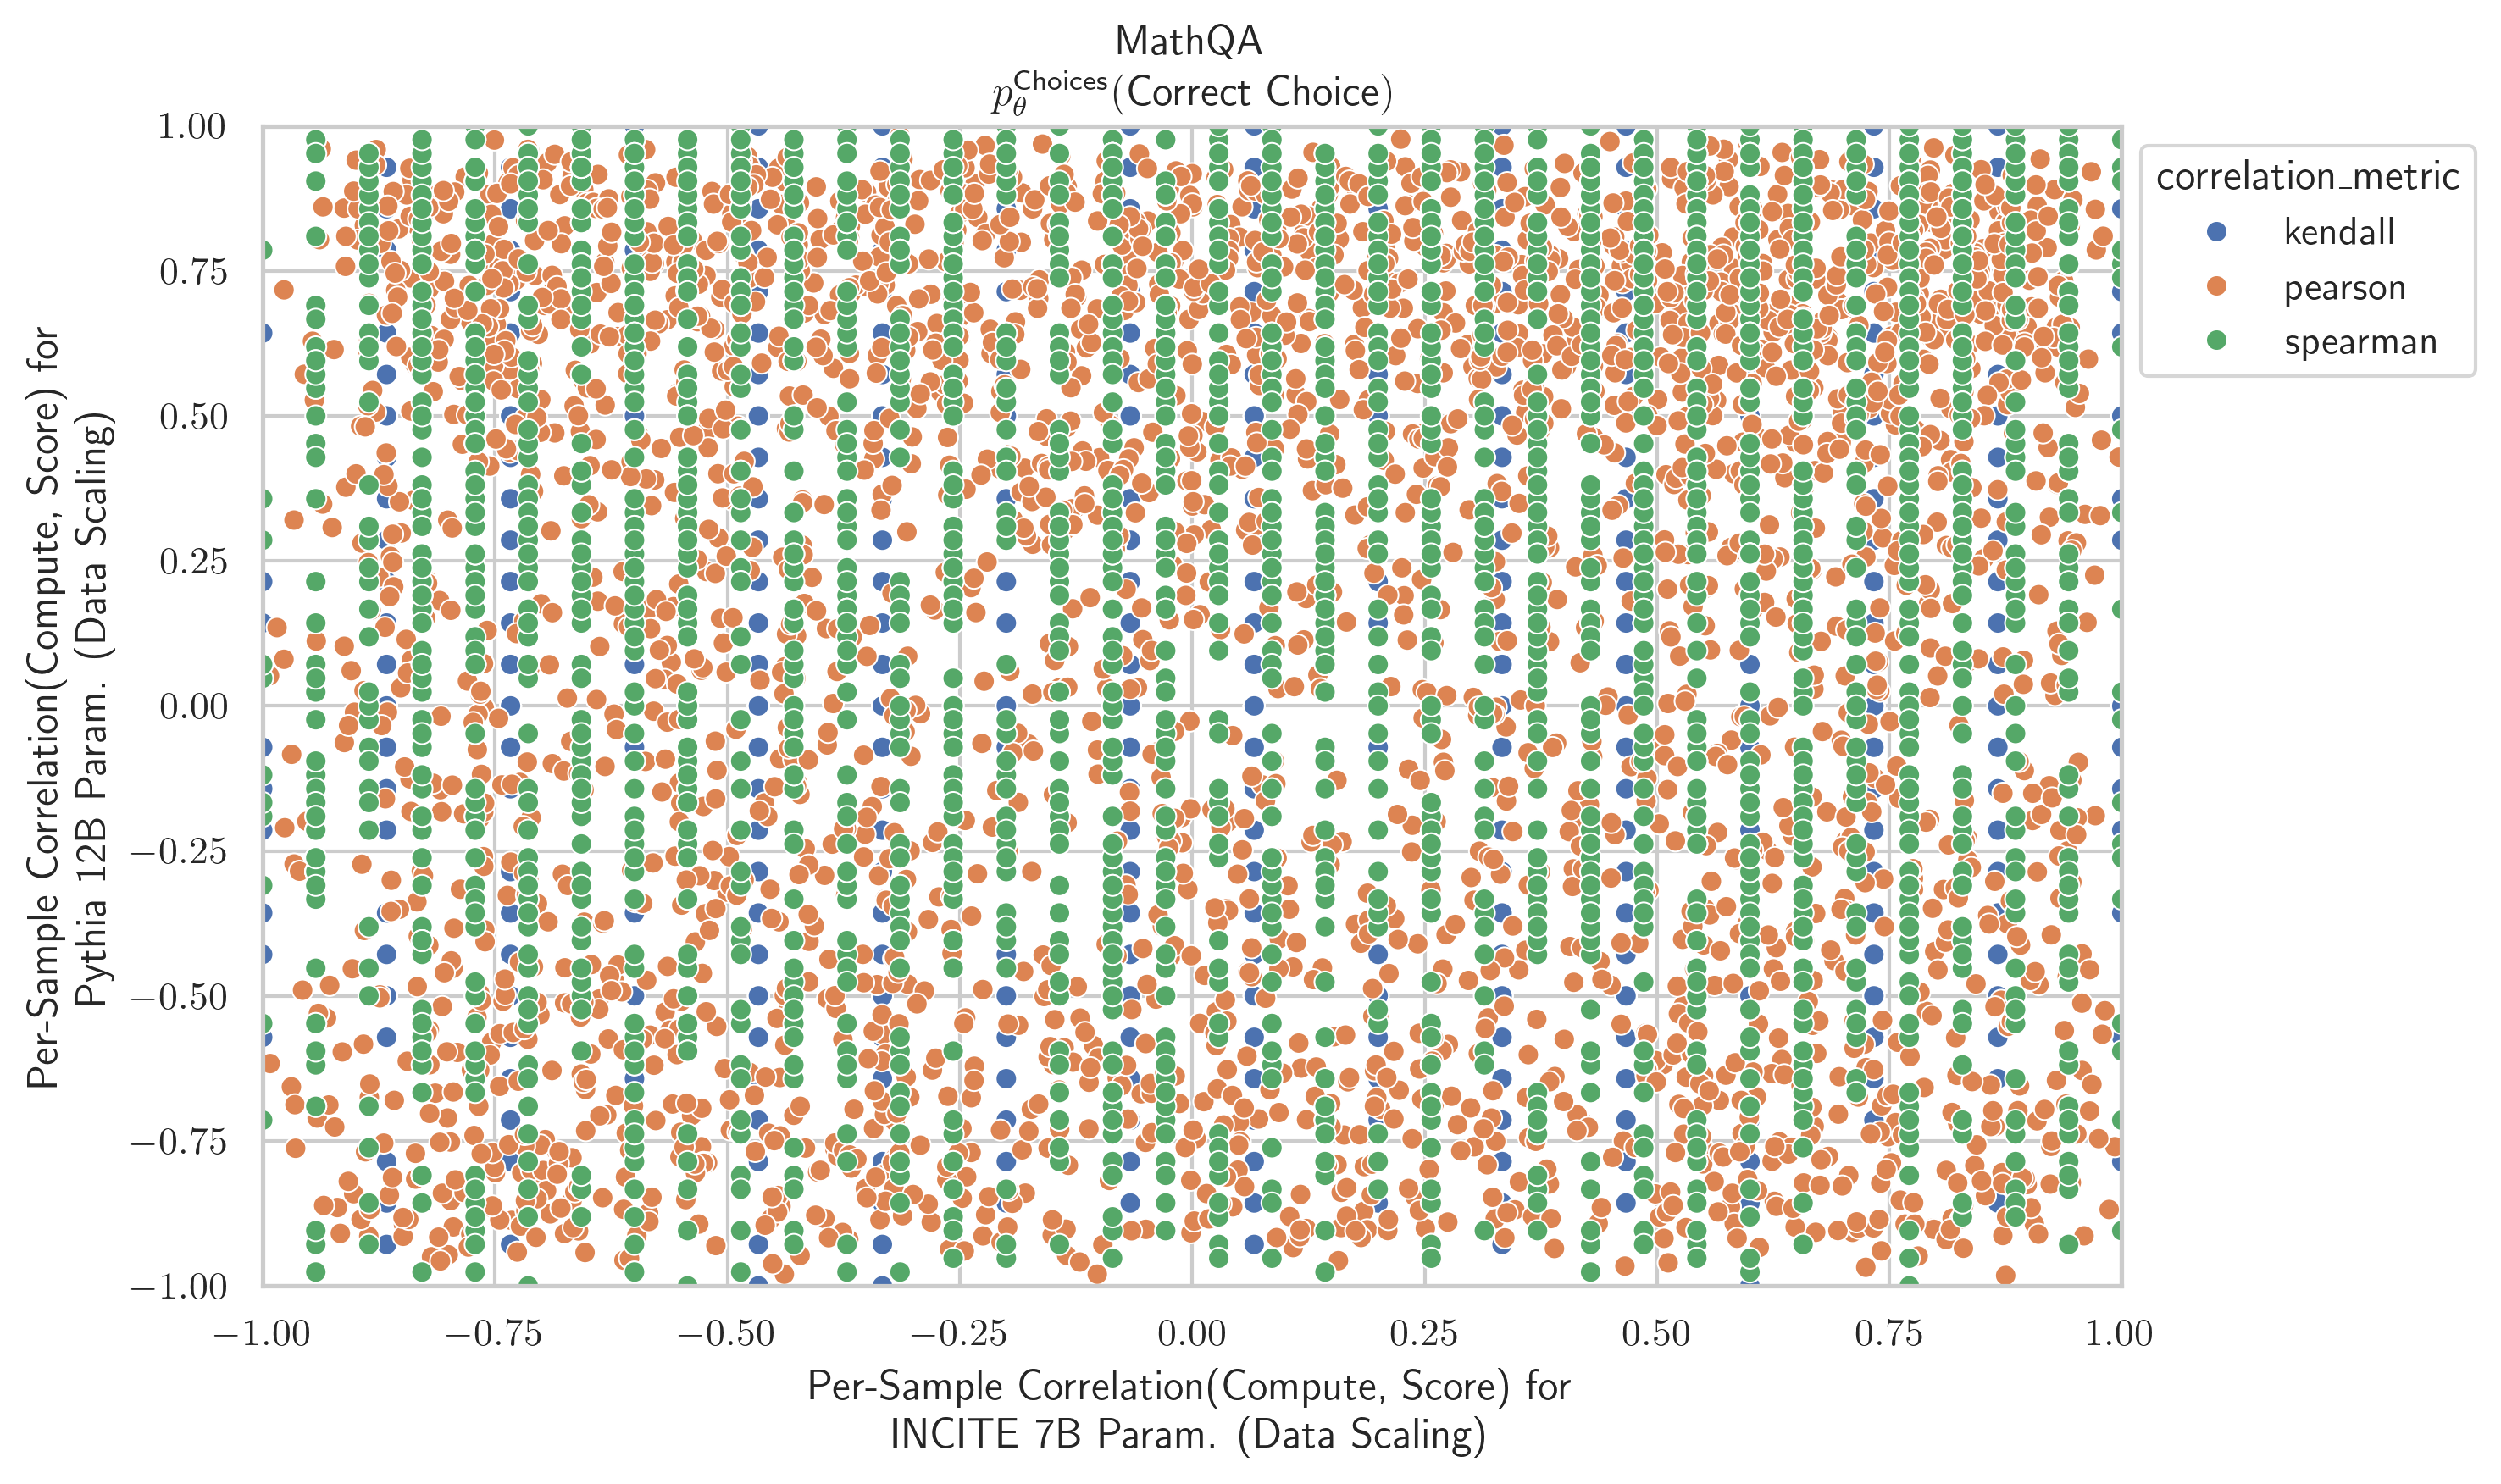 MathQA
p_θ^Choices(Correct Choice)
1.00
0.75
0.50
0.25
0.00
−0.25
−0.50
−0.75
−1.00
Per-Sample Correlation(Compute, Score) for
Pythia 12B Param. (Data Scaling)
−1.00
−0.75
−0.50
−0.25
0.00
0.25
0.50
0.75
1.00
Per-Sample Correlation(Compute, Score) for
INCITE 7B Param. (Data Scaling)
correlation_metric
kendall
pearson
spearman